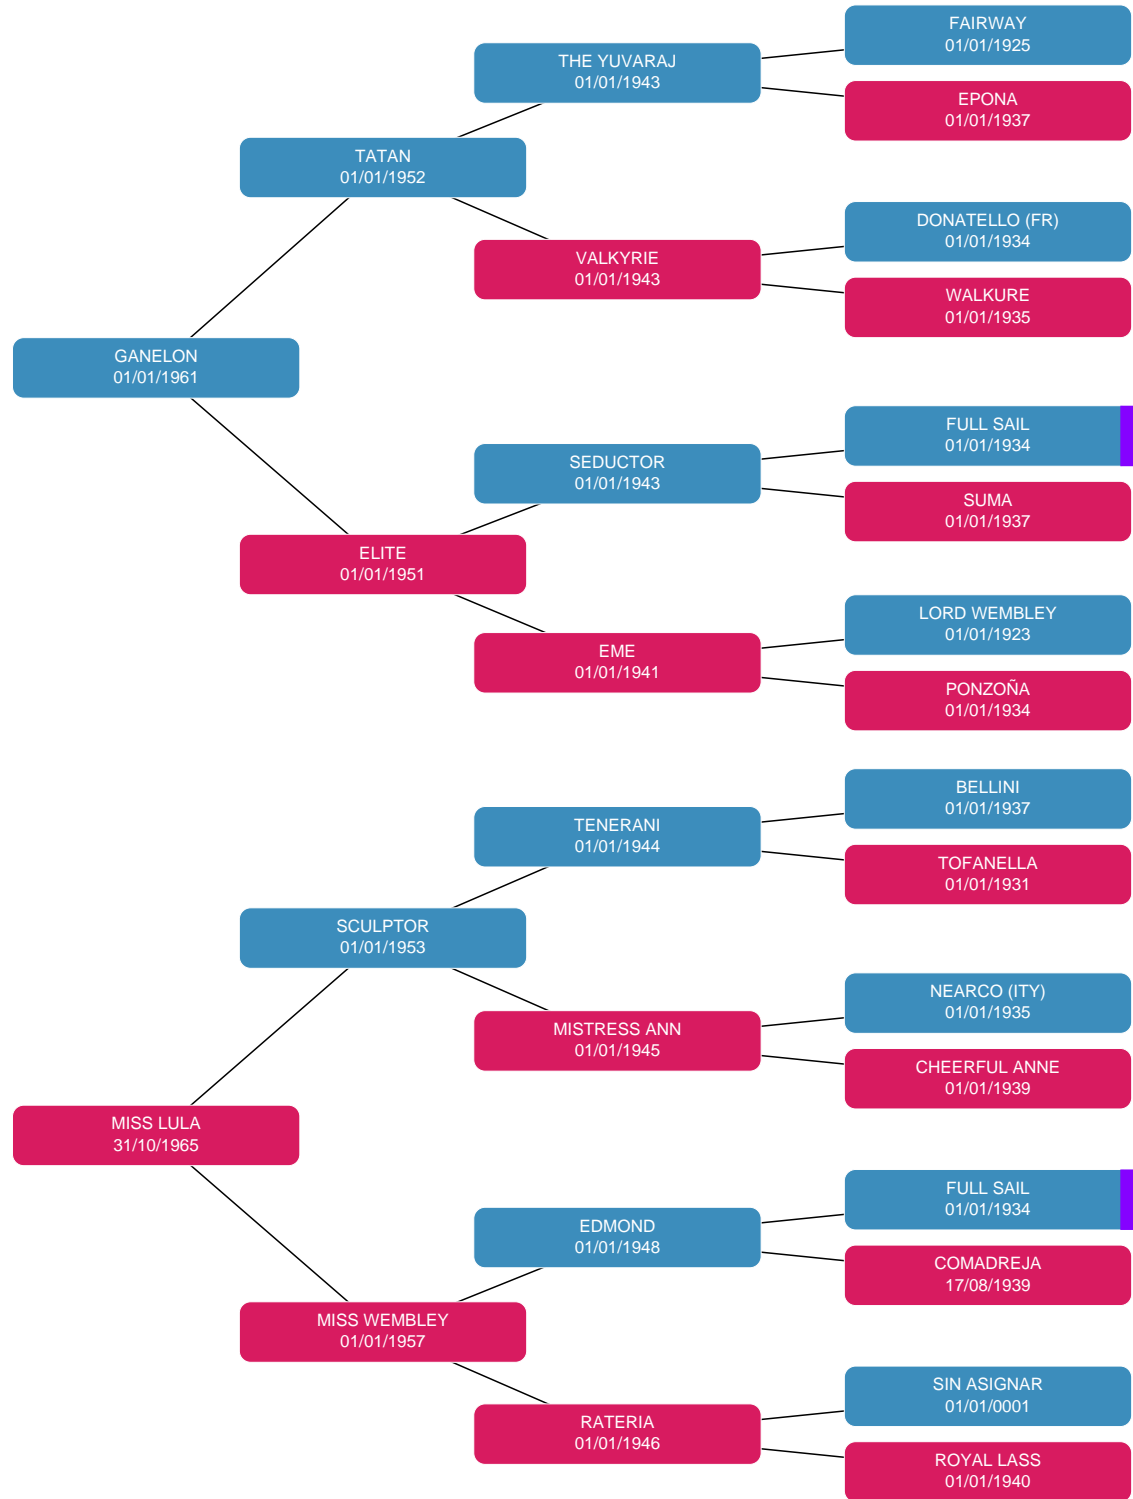 FAIRWAY
01/01/1925
THE YUVARAJ
01/01/1943
EPONA
01/01/1937
TATAN
01/01/1952
DONATELLO (FR)
01/01/1934
VALKYRIE
01/01/1943
WALKURE
01/01/1935
GANELON
01/01/1961
FULL SAIL
01/01/1934
SEDUCTOR
01/01/1943
SUMA
01/01/1937
ELITE
01/01/1951
LORD WEMBLEY
01/01/1923
EME
01/01/1941
PONZOÑA
01/01/1934
BELLINI
01/01/1937
TENERANI
01/01/1944
TOFANELLA
01/01/1931
SCULPTOR
01/01/1953
NEARCO (ITY)
01/01/1935
MISTRESS ANN
01/01/1945
CHEERFUL ANNE
01/01/1939
MISS LULA
31/10/1965
FULL SAIL
01/01/1934
EDMOND
01/01/1948
COMADREJA
17/08/1939
MISS WEMBLEY
01/01/1957
SIN ASIGNAR
01/01/0001
RATERIA
01/01/1946
ROYAL LASS
01/01/1940